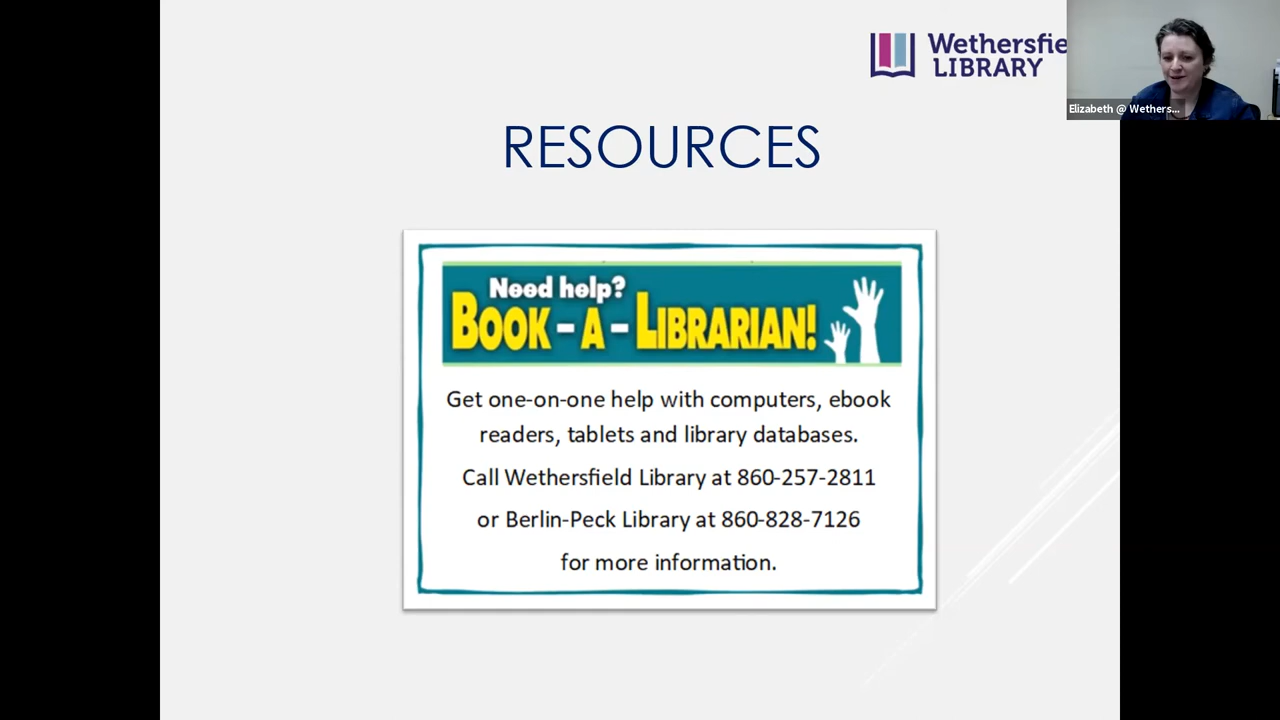 Wethersfie
LIBRARY
Elizabeth @ Wethers...
RESOURCES
Need help?
BOOK-A-LIBRARIAN!
Get one-on-one help with computers, ebook
readers, tablets and library databases.
Call Wethersfield Library at 860-257-2811
or Berlin-Peck Library at 860-828-7126
for more information.